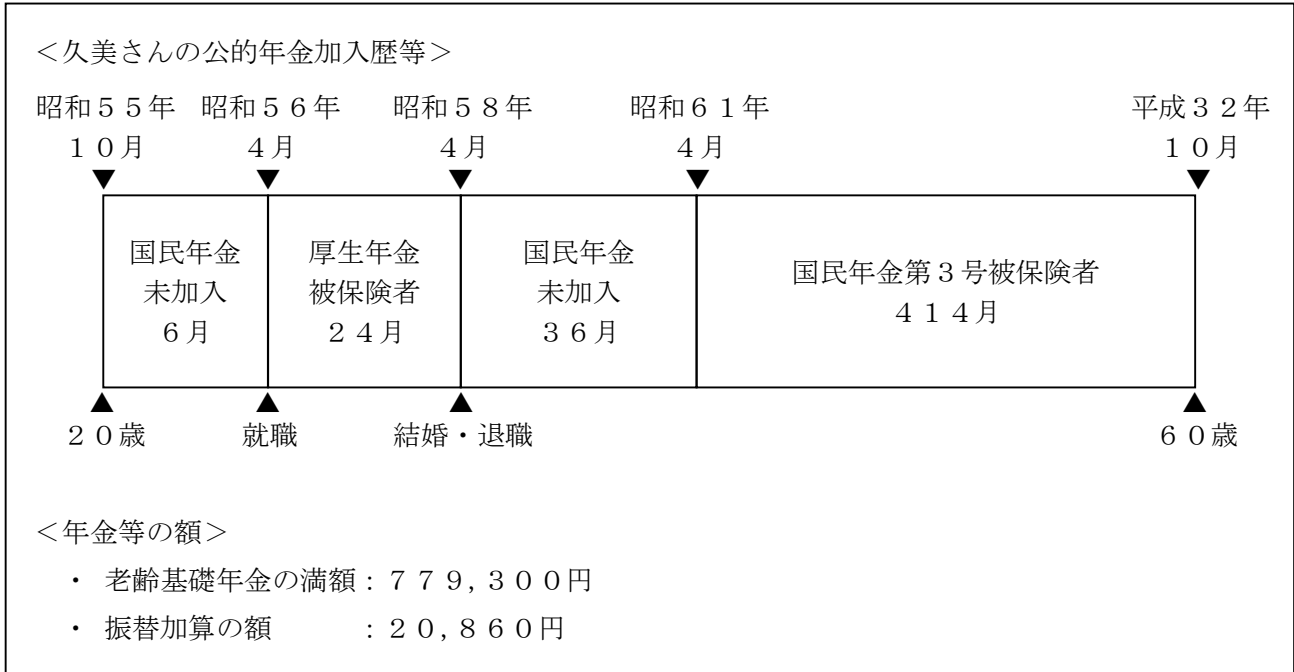 ＜久美さんの公的年金加入歴等＞
昭和５５年 昭和５６年 昭和５８年 昭和６１年 平成３２年
１０月 ４月 ４月 ４月 １０月
▼ ▼ ▼ ▼ ▼
国民年金 厚生年金 国民年金
未加入 被保険者 未加入 国民年金第３号被保険者
６月 ２４月 ３６月 ４１４月
▲ ▲ ▲ ▲
２０歳 就職 結婚・退職 ６０歳
＜年金等の額＞
・ 老齢基礎年金の満額：７７９,３００円
・ 振替加算の額 ：２０,８６０円